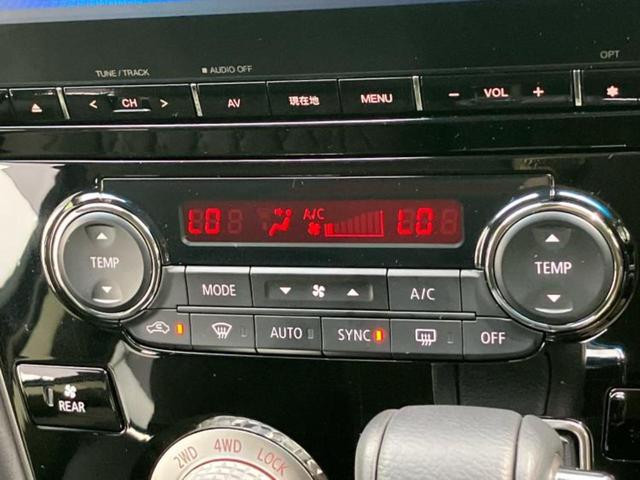 TUNE / TRACK
AUDIO OFF
OPT
< CH >
AV
現在地
MENU
- VOL +
LO
A/C
LO
TEMP
TEMP
MODE
A/C
AUTO
SYNC
OFF
REAR
2WD
4WD
LOCK